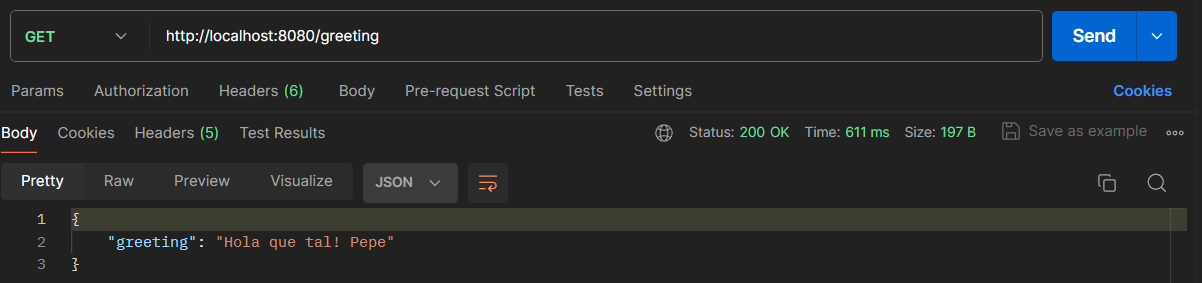 GET http://localhost:8080/greeting Send
Params Authorization Headers (6) Body Pre-request Script Tests Settings Cookies
Body Cookies Headers (5) Test Results Status: 200 OK Time: 611 ms Size: 197 B Save as example
Pretty Raw Preview Visualize JSON
1 {
2 "greeting": "Hola que tal! Pepe"
3 }